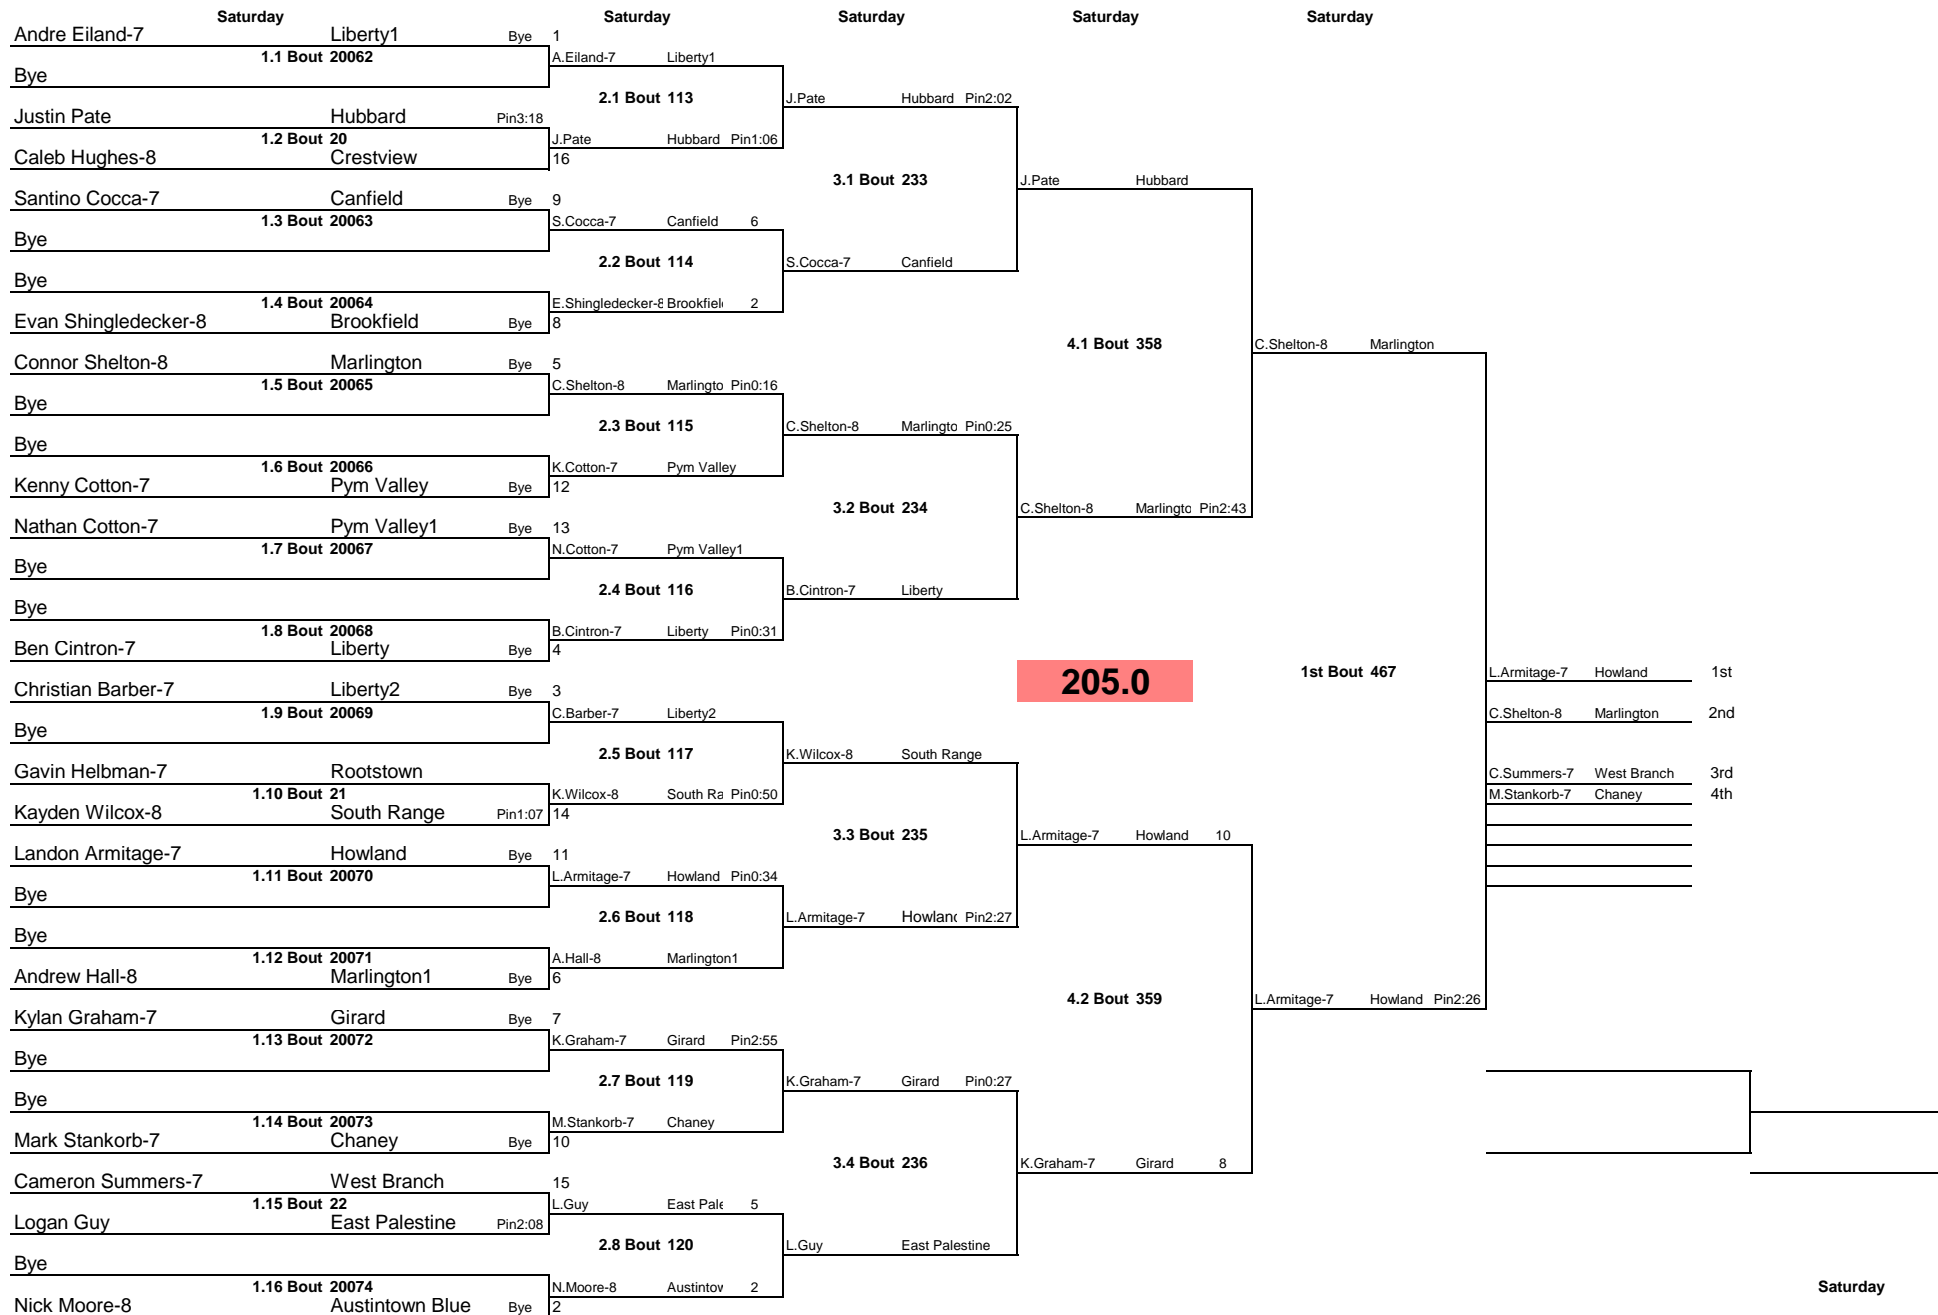 Saturday Saturday Saturday Saturday Saturday
Andre Eiland-7 Liberty1 Bye 1
1.1 Bout 20062 A.Eiland-7 Liberty1
Bye
2.1 Bout 113 J.Pate Hubbard Pin2:02
Justin Pate Hubbard Pin3:18
1.2 Bout 20 J.Pate Hubbard Pin1:06
Caleb Hughes-8 Crestview 16
3.1 Bout 233 J.Pate Hubbard
Santino Cocca-7 Canfield Bye 9
1.3 Bout 20063 S.Cocca-7 Canfield 6
Bye
2.2 Bout 114 S.Cocca-7 Canfield
Bye
1.4 Bout 20064 E.Shingledecker-8 Brookfiel 2
Evan Shingledecker-8 Brookfield Bye 8
4.1 Bout 358 C.Shelton-8 Marlington
Connor Shelton-8 Marlington Bye 5
1.5 Bout 20065 C.Shelton-8 Marlingto Pin0:16
Bye
2.3 Bout 115 C.Shelton-8 Marlingto Pin0:25
Bye
1.6 Bout 20066 K.Cotton-7 Pym Valley
Kenny Cotton-7 Pym Valley Bye 12
3.2 Bout 234 C.Shelton-8 Marlingto Pin2:43
Nathan Cotton-7 Pym Valley1 Bye 13
1.7 Bout 20067 N.Cotton-7 Pym Valley1
Bye
2.4 Bout 116 B.Cintron-7 Liberty
Bye
1.8 Bout 20068 B.Cintron-7 Liberty Pin0:31
Ben Cintron-7 Liberty Bye 4
205.0 1st Bout 467 L.Armitage-7 Howland 1st
Christian Barber-7 Liberty2 Bye 3
1.9 Bout 20069 C.Barber-7 Liberty2 C.Shelton-8 Marlington 2nd
Bye
2.5 Bout 117 K.Wilcox-8 South Range
Gavin Helbman-7 Rootstown C.Summers-7 West Branch 3rd
1.10 Bout 21 K.Wilcox-8 South Ra Pin0:50 M.Stankorb-7 Chaney 4th
Kayden Wilcox-8 South Range Pin1:07 14
3.3 Bout 235 L.Armitage-7 Howland 10
Landon Armitage-7 Howland Bye 11
1.11 Bout 20070 L.Armitage-7 Howland Pin0:34
Bye
2.6 Bout 118 L.Armitage-7 Howland Pin2:27
Bye
1.12 Bout 20071 A.Hall-8 Marlington1
Andrew Hall-8 Marlington1 Bye 6
4.2 Bout 359 L.Armitage-7 Howland Pin2:26
Kylan Graham-7 Girard Bye 7
1.13 Bout 20072 K.Graham-7 Girard Pin2:55
Bye
2.7 Bout 119 K.Graham-7 Girard Pin0:27
Bye
1.14 Bout 20073 M.Stankorb-7 Chaney
Mark Stankorb-7 Chaney Bye 10
3.4 Bout 236 K.Graham-7 Girard 8
Cameron Summers-7 West Branch 15
1.15 Bout 22 L.Guy East Pale 5
Logan Guy East Palestine Pin2:08
2.8 Bout 120 L.Guy East Palestine
Bye
1.16 Bout 20074 N.Moore-8 Austintow 2 Saturday
Nick Moore-8 Austintown Blue Bye 2